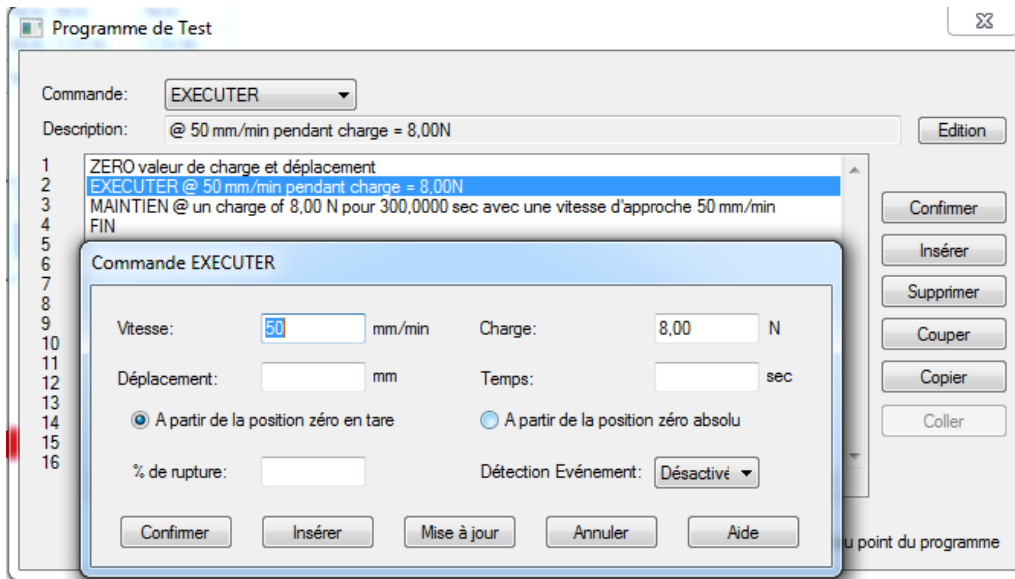 Programme de Test
Commande: EXECUTER
Description: @ 50 mm/min pendant charge = 8,00N Edition
1 ZERO valeur de charge et déplacement
2 EXECUTER @ 50 mm/min pendant charge = 8,00N
3 MAINTIEN @ un charge of 8,00 N pour 300,0000 sec avec une vitesse d'approche 50 mm/min
4 FIN
5
6
7
8
9
10
11
12
13
14
15
16
Confirmer
Insérer
Supprimer
Couper
Copier
Coller
Commande EXECUTER
Vitesse: 50 mm/min Charge: 8,00 N
Déplacement: mm Temps: sec
A partir de la position zéro en tare A partir de la position zéro absolu
% de rupture: Détection Evénement: Désactivé
Confirmer Insérer Mise à jour Annuler Aide
u point du programme